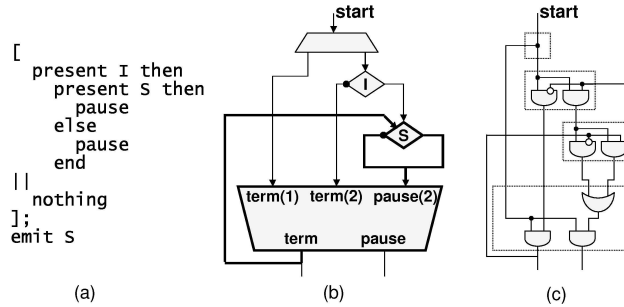 [
present I then
present S then
pause
else
pause
end
||
nothing
];
emit S
(a)
start
I
S
term(1) term(2) pause(2)
term pause
(b)
start
(c)